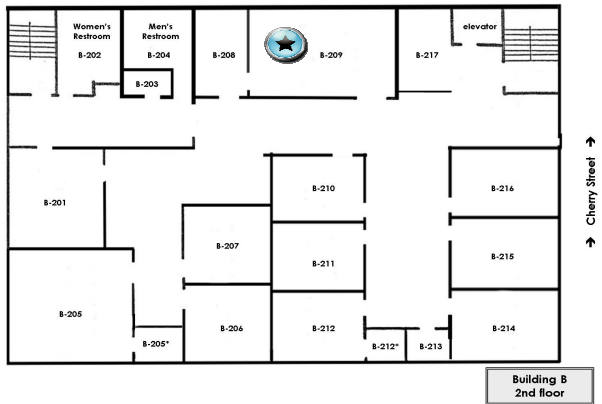 Women's
Restroom
B-202
Men's
Restroom
B-204
B-203
B-208
B-209
B-217
elevator
B-201
B-210
B-216
B-207
B-211
B-215
B-205
B-206
B-212
B-214
B-205*
B-212*
B-213
Cherry Street
Building B
2nd floor